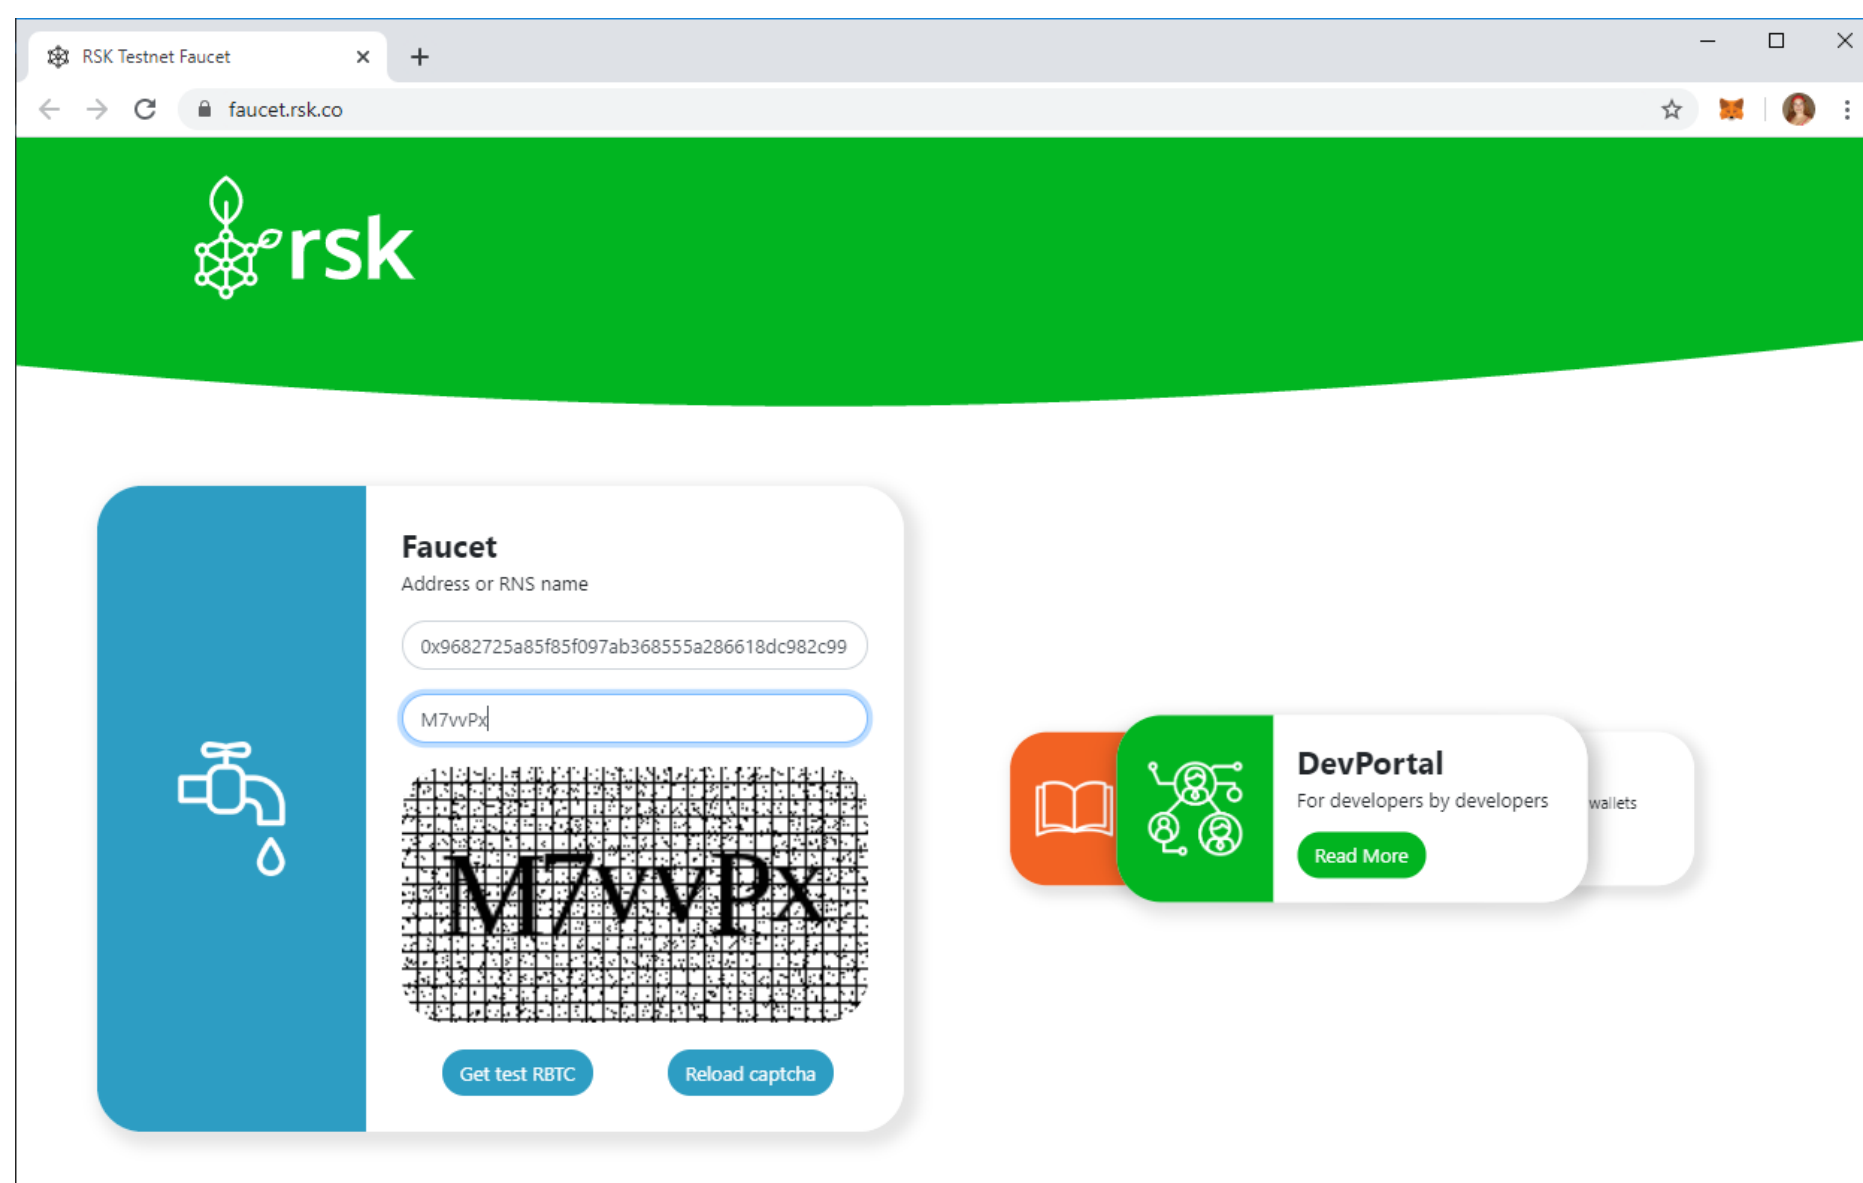 RSK Testnet Faucet
faucet.rsk.co
rsk
Faucet
Address or RNS name
0x9682725a85f85f097ab368555a286618dc982c99
M7vvPx
M7vvPx
Get test RBTC
Reload captcha
DevPortal
For developers by developers
Read More
wallets